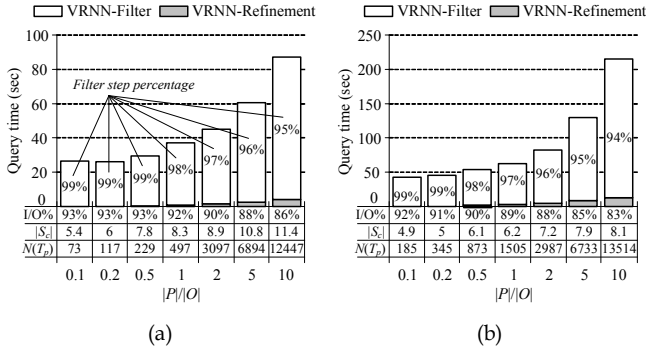 VRNN-Filter VRNN-Refinement
100
80
60
40
20
0
Query time (sec)
Filter step percentage
99% 99% 99% 98% 97% 96% 95%
I/O% 93% 93% 93% 92% 90% 88% 86%
|Sc| 5.4 6 7.8 8.3 8.9 10.8 11.4
N(Tp) 73 117 229 497 3097 6894 12447
0.1 0.2 0.5 1 2 5 10
|P|/|O|
(a)
VRNN-Filter VRNN-Refinement
250
200
150
100
50
0
Query time (sec)
99% 99% 98% 97% 96% 95% 94%
I/O% 92% 91% 90% 89% 88% 85% 83%
|Sc| 4.9 5 6.1 6.2 7.2 7.9 8.1
N(Tp) 185 345 873 1505 2987 6733 13514
0.1 0.2 0.5 1 2 5 10
|P|/|O|
(b)